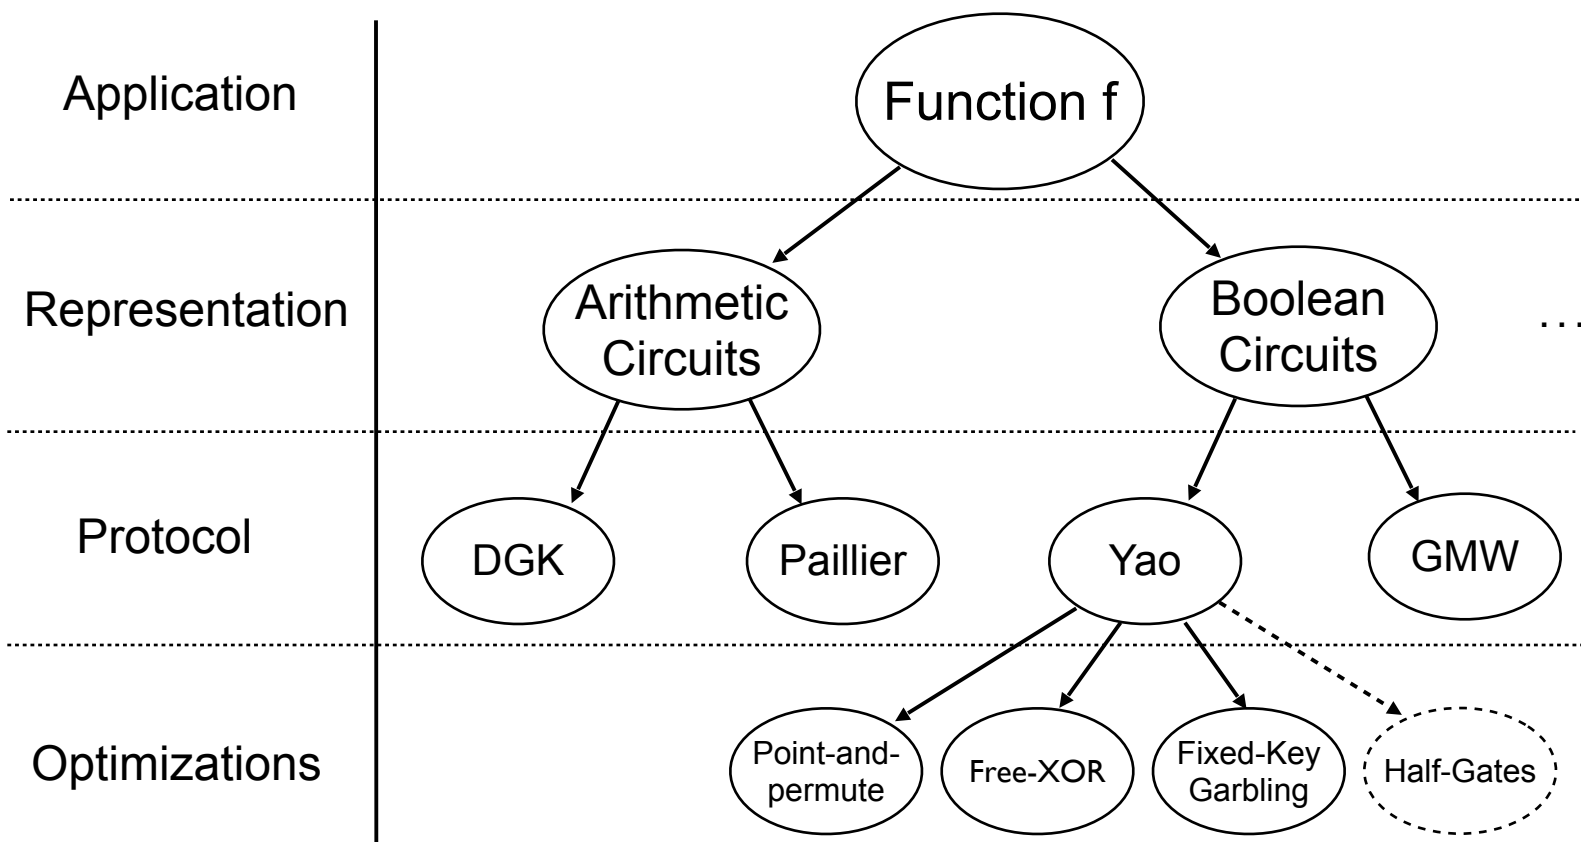 Application
Function f
Representation
Arithmetic
Circuits
Boolean
Circuits
...
Protocol
DGK
Paillier
Yao
GMW
Optimizations
Point-and-
permute
Free-XOR
Fixed-Key
Garbling
Half-Gates